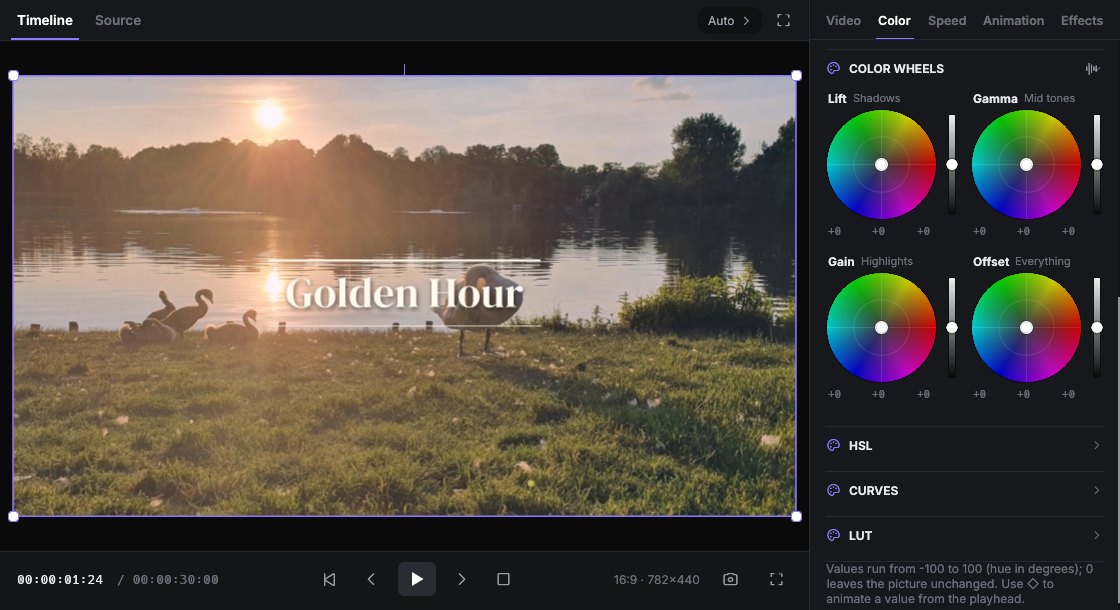 Timeline Source Auto
Video Color Speed Animation Effects
COLOR WHEELS
Lift Shadows Gamma Mid tones
+0 +0 +0 +0 +0 +0
Gain Highlights Offset Everything
+0 +0 +0 +0 +0 +0
Golden Hour
HSL
CURVES
LUT
Values run from -100 to 100 (hue in degrees); 0
leaves the picture unchanged. Use ◇ to
animate a value from the playhead.
00:00:01:24 / 00:00:30:00
16:9 · 782×440